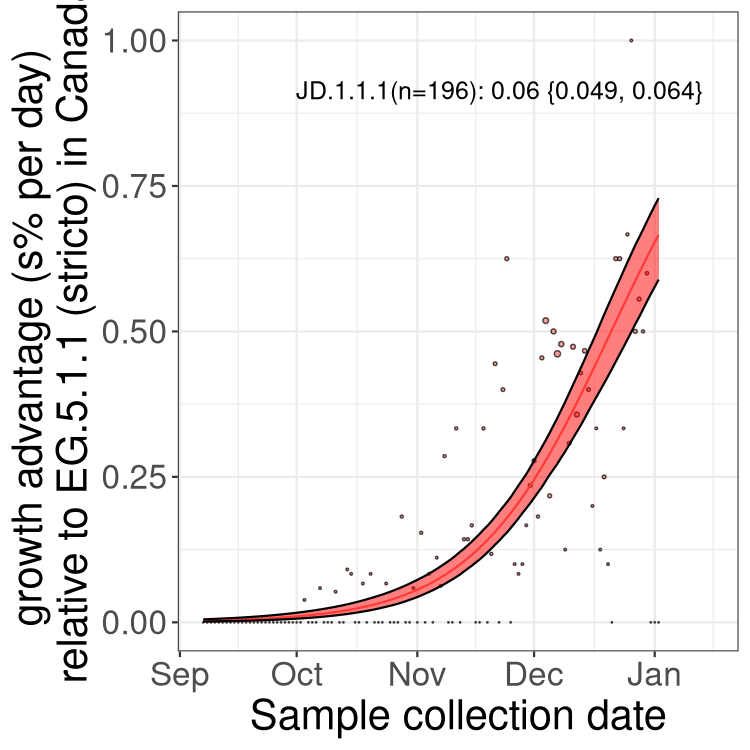 growth advantage (s% per day)
relative to EG.5.1.1 (stricto) in Canada
1.00
0.75
0.50
0.25
0.00
JD.1.1.1(n=196): 0.06 {0.049, 0.064}
Sep Oct Nov Dec Jan
Sample collection date